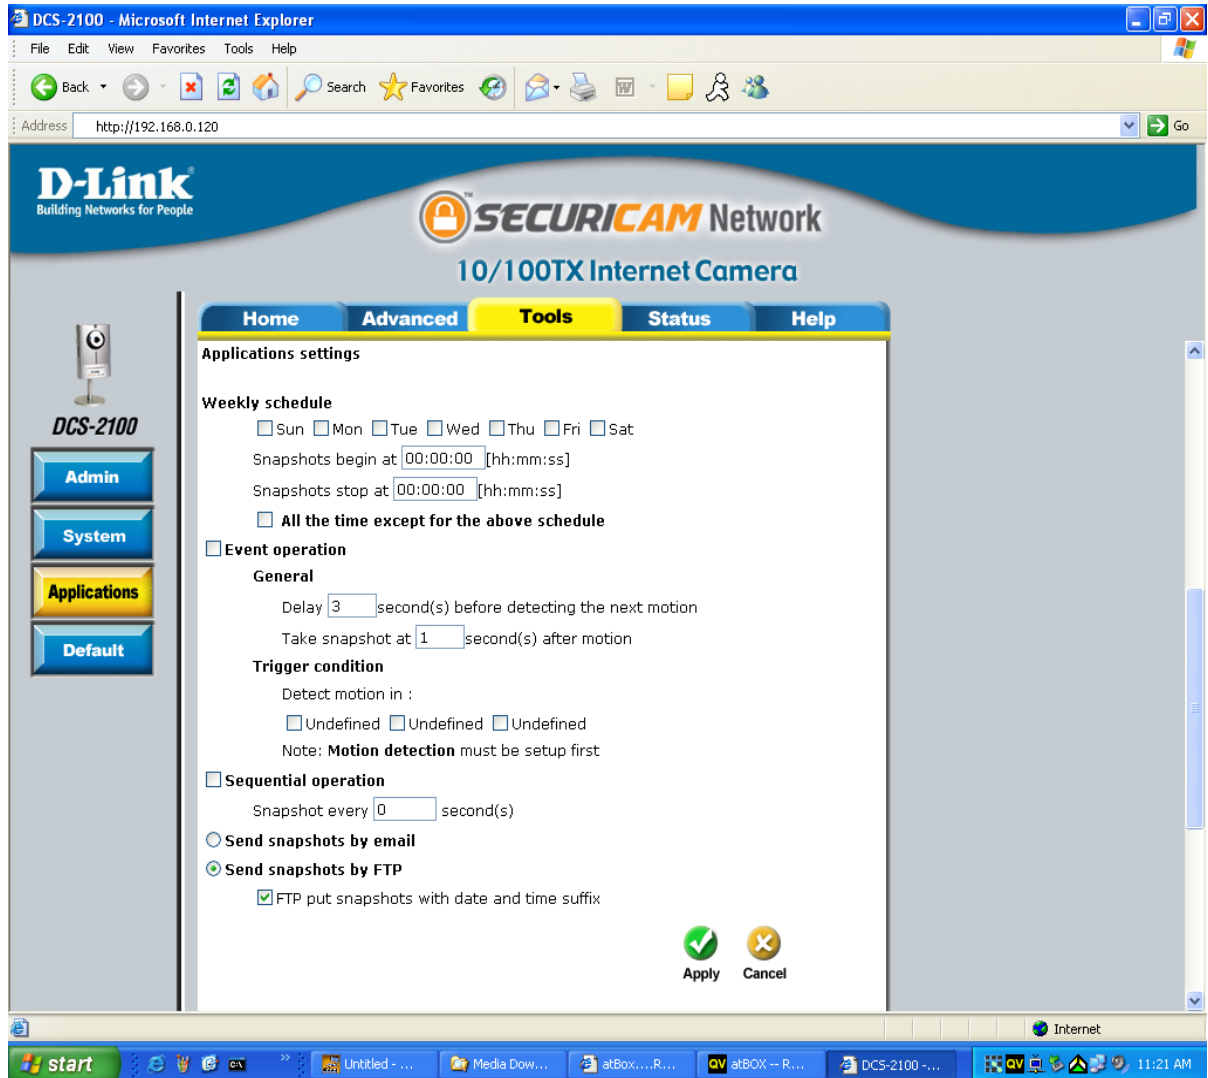 DCS-2100 - Microsoft Internet Explorer
File Edit View Favorites Tools Help
Back Search Favorites
Address http://192.168.0.120 Go
D-Link
Building Networks for People
SECURICAM Network
TM
10/100TX Internet Camera
Home Advanced Tools Status Help
DCS-2100
Admin
System
Applications
Default
Applications settings
Weekly schedule
Sun Mon Tue Wed Thu Fri Sat
Snapshots begin at 00:00:00 [hh:mm:ss]
Snapshots stop at 00:00:00 [hh:mm:ss]
All the time except for the above schedule
Event operation
General
Delay 3 second(s) before detecting the next motion
Take snapshot at 1 second(s) after motion
Trigger condition
Detect motion in :
Undefined Undefined Undefined
Note: Motion detection must be setup first
Sequential operation
Snapshot every 0 second(s)
Send snapshots by email
Send snapshots by FTP
FTP put snapshots with date and time suffix
Apply Cancel
Internet
start Untitled - ... Media Dow... atBox....R... QV atBOX -- R... DCS-2100 -... QV 11:21 AM